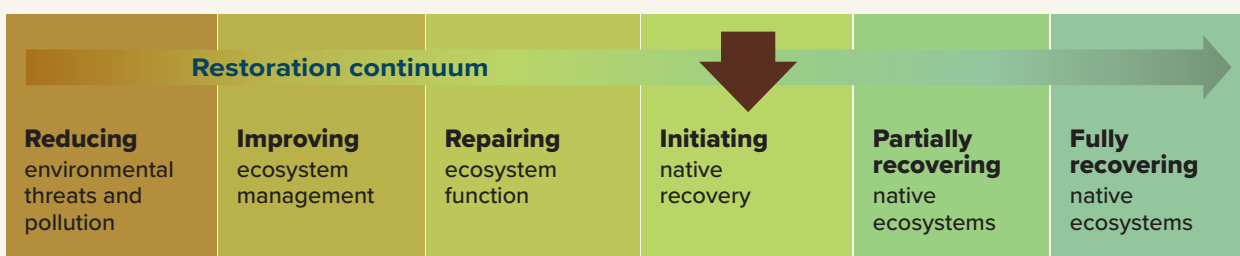 Restoration continuum
Reducing
environmental
threats and
pollution
Improving
ecosystem
management
Repairing
ecosystem
function
Initiating
native
recovery
Partially
recovering
native
ecosystems
Fully
recovering
native
ecosystems